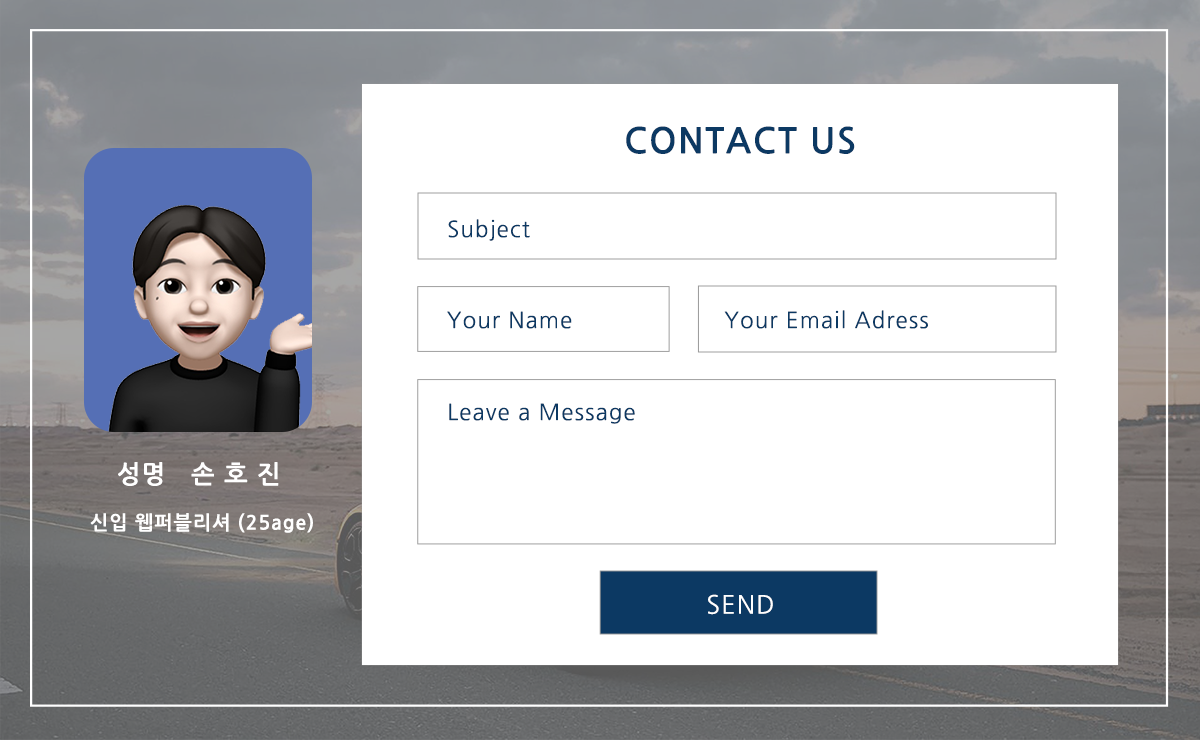 성명 손 호 진
신입 웹퍼블리셔 (25age)
CONTACT US
Subject
Your Name
Your Email Adress
Leave a Message
SEND